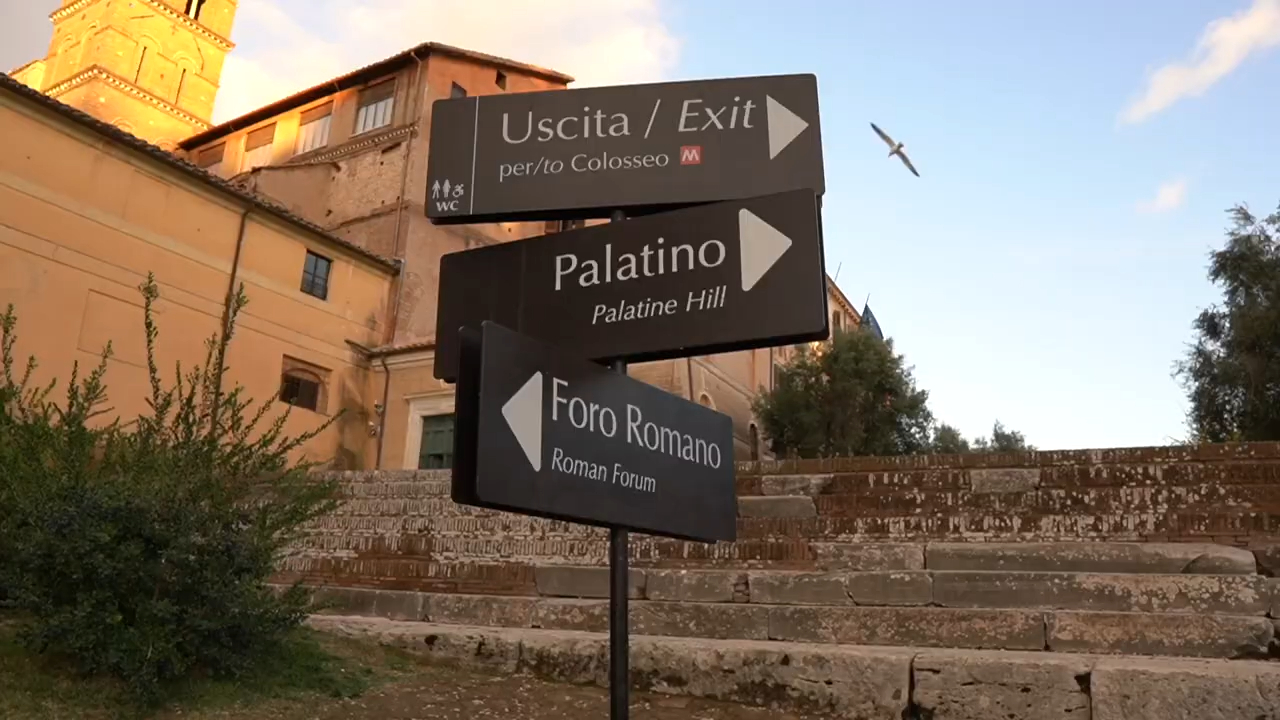 Uscita / Exit
per/to Colosseo M
WC
Palatino
Palatine Hill
Foro Romano
Roman Forum